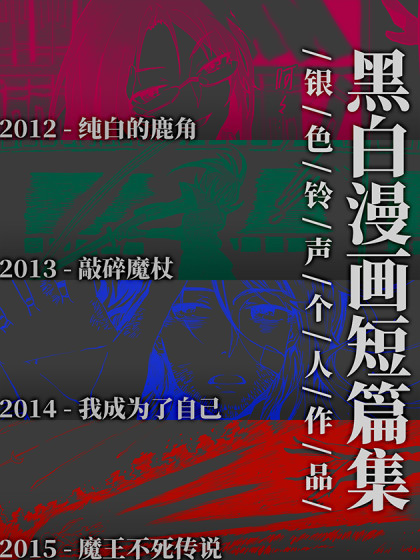 黑白漫画短篇集
/银/色/铃/声/个/人/作/品/
2012 - 纯白的鹿角
2013 - 敲碎魔杖
2014 - 我成为了自己
2015 - 魔王不死传说